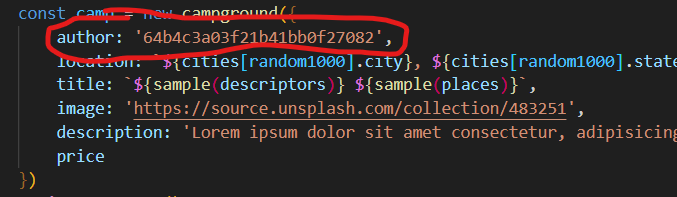 const camp = new campground({
author: '64b4c3a03f21b41bb0f27082',
location: `${cities[random1000].city}, ${cities[random1000].state
title: `${sample(descriptors)} ${sample(places)}`,
image: 'https://source.unsplash.com/collection/483251',
description: 'Lorem ipsum dolor sit amet consectetur, adipisicing
price
})